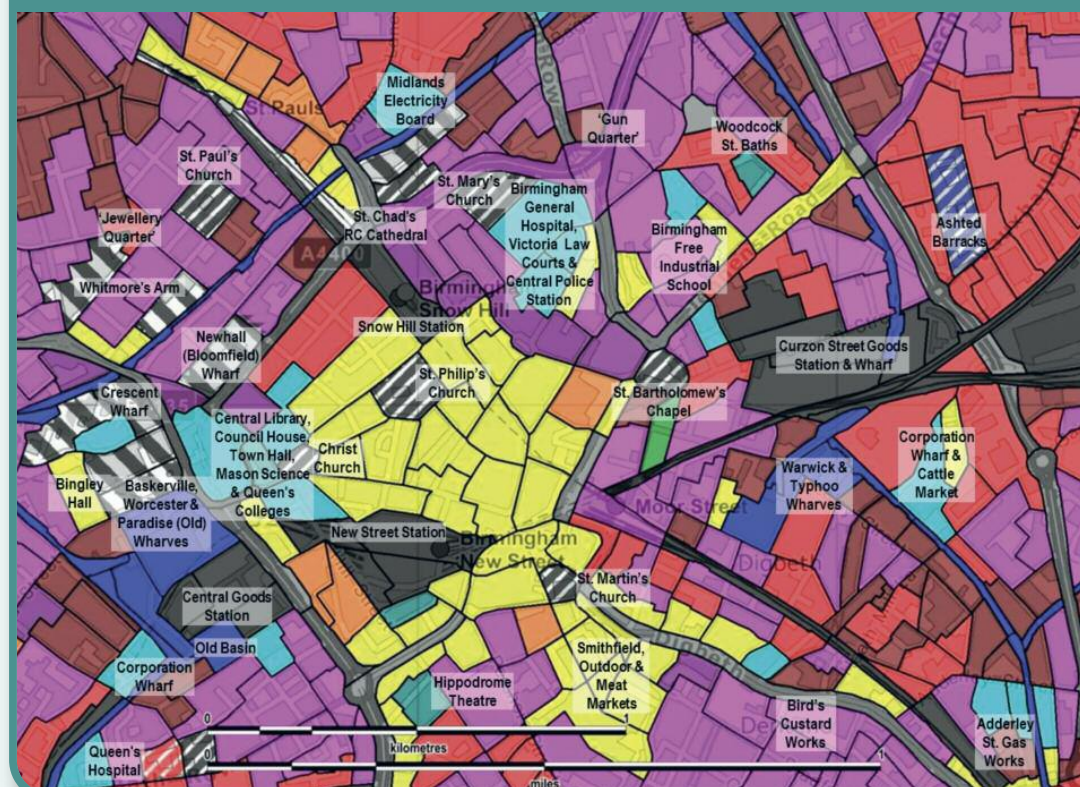 Midlands
Electricity
Board
St Pauls
Row
'Gun
Quarter'
Woodcock
St. Baths
St. Paul's
Church
St. Mary's
Church
Birmingham
General
Hospital,
Victoria Law
Courts &
Central Police
Station
'Jewellery
Quarter'
St. Chad's
RC Cathedral
A4400
Birmingham
Free
Industrial
School
Ashted
Barracks
Whitmore's Arm
Snow Hill
Snow Hill Station
Newhall
(Bloomfield)
Wharf
Curzon Street Goods
Station & Wharf
St. Philip's
Church
St. Bartholomew's
Chapel
Crescent
Wharf
Central Library,
Council House,
Town Hall,
Mason Science
& Queen's
Colleges
Christ
Church
Corporation
Wharf &
Cattle
Market
Bingley
Hall
Baskerville,
Worcester &
Paradise (Old)
Wharves
Warwick &
Typhoo
Wharves
Moor Street
New Street Station
Birmingham
New Street
Digbeth
St. Martin's
Church
Central Goods
Station
Old Basin
Digbeth
Corporation
Wharf
Smithfield,
Outdoor &
Meat
Markets
Hippodrome
Theatre
Bird's
Custard
Works
Adderley
St. Gas
Works
0 1
kilometres
Queen's
Hospital
0 1
miles